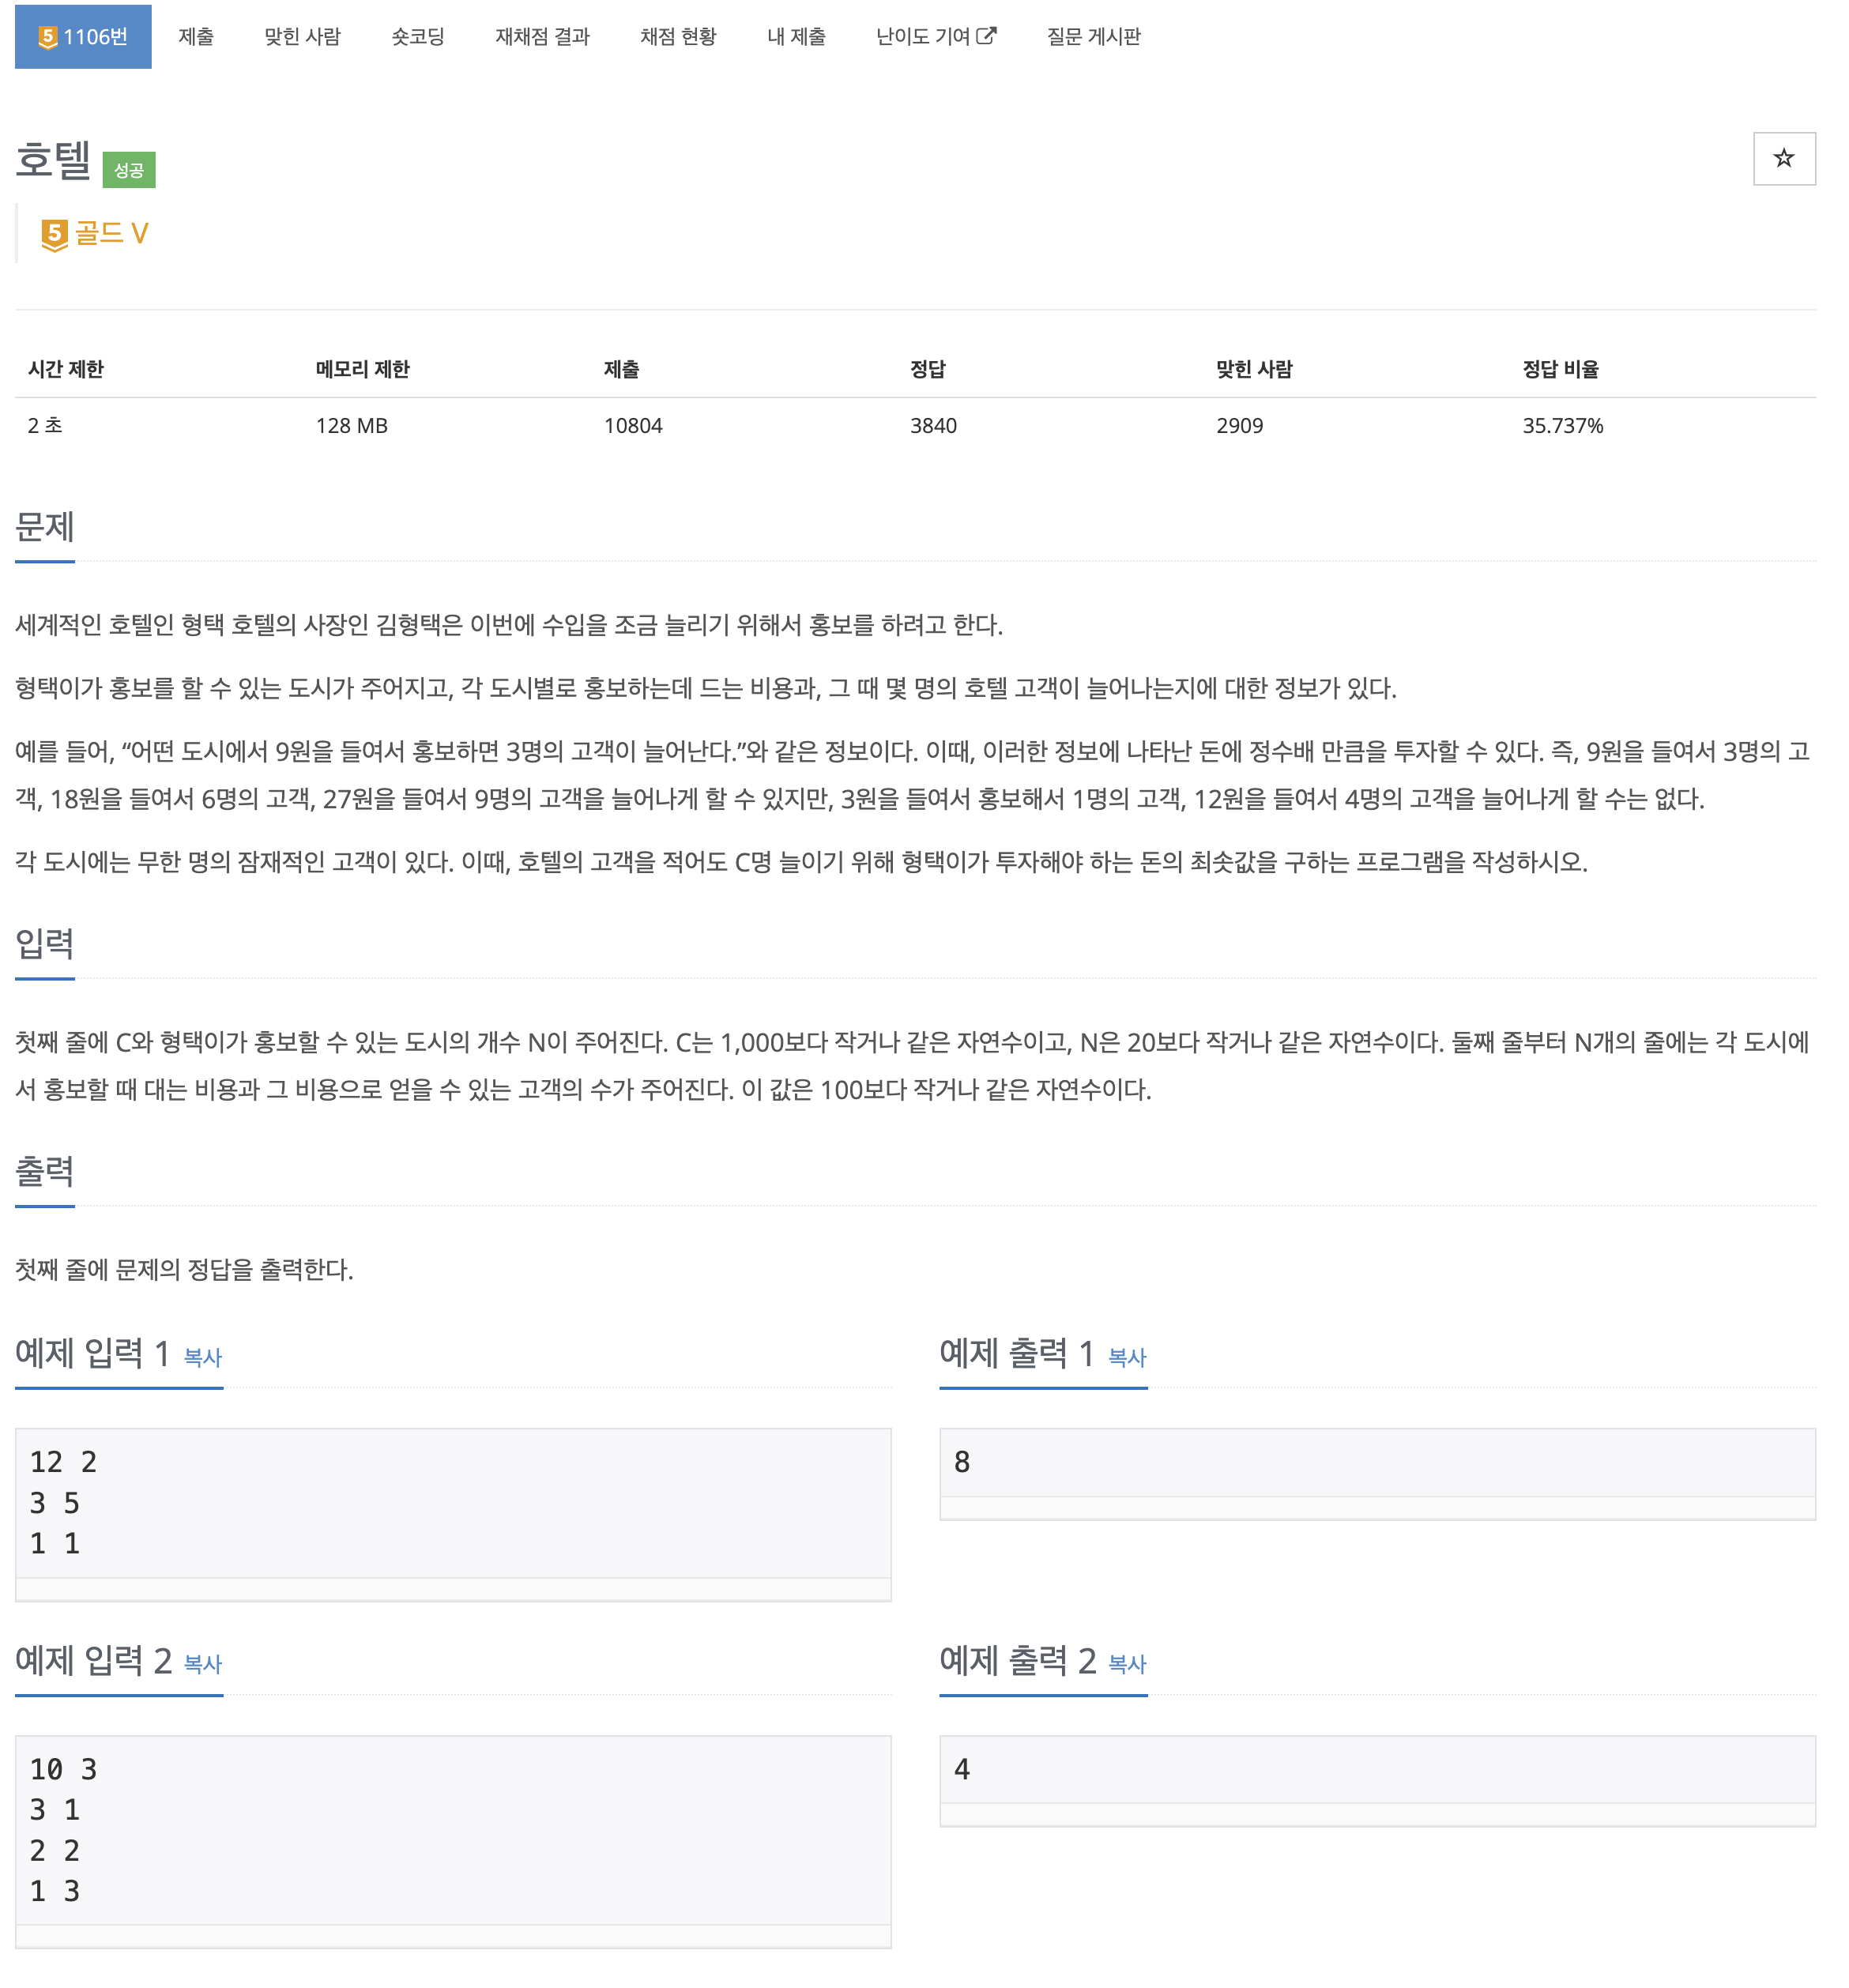 5 1106번 제출 맞힌 사람 숏코딩 재채점 결과 채점 현황 내 제출 난이도 기여 질문 게시판
호텔 성공
5 골드 V
시간 제한 메모리 제한 제출 정답 맞힌 사람 정답 비율
2 초 128 MB 10804 3840 2909 35.737%
문제
세계적인 호텔인 형택 호텔의 사장인 김형택은 이번에 수입을 조금 늘리기 위해서 홍보를 하려고 한다.
형택이가 홍보를 할 수 있는 도시가 주어지고, 각 도시별로 홍보하는데 드는 비용과, 그 때 몇 명의 호텔 고객이 늘어나는지에 대한 정보가 있다.
예를 들어, “어떤 도시에서 9원을 들여서 홍보하면 3명의 고객이 늘어난다.”와 같은 정보이다. 이때, 이러한 정보에 나타난 돈에 정수배 만큼을 투자할 수 있다. 즉, 9원을 들여서 3명의 고
객, 18원을 들여서 6명의 고객, 27원을 들여서 9명의 고객을 늘어나게 할 수 있지만, 3원을 들여서 홍보해서 1명의 고객, 12원을 들여서 4명의 고객을 늘어나게 할 수는 없다.
각 도시에는 무한 명의 잠재적인 고객이 있다. 이때, 호텔의 고객을 적어도 C명 늘이기 위해 형택이가 투자해야 하는 돈의 최솟값을 구하는 프로그램을 작성하시오.
입력
첫째 줄에 C와 형택이가 홍보할 수 있는 도시의 개수 N이 주어진다. C는 1,000보다 작거나 같은 자연수이고, N은 20보다 작거나 같은 자연수이다. 둘째 줄부터 N개의 줄에는 각 도시에
서 홍보할 때 대는 비용과 그 비용으로 얻을 수 있는 고객의 수가 주어진다. 이 값은 100보다 작거나 같은 자연수이다.
출력
첫째 줄에 문제의 정답을 출력한다.
예제 입력 1 복사
12 2
3 5
1 1
예제 출력 1 복사
8
예제 입력 2 복사
10 3
3 1
2 2
1 3
예제 출력 2 복사
4